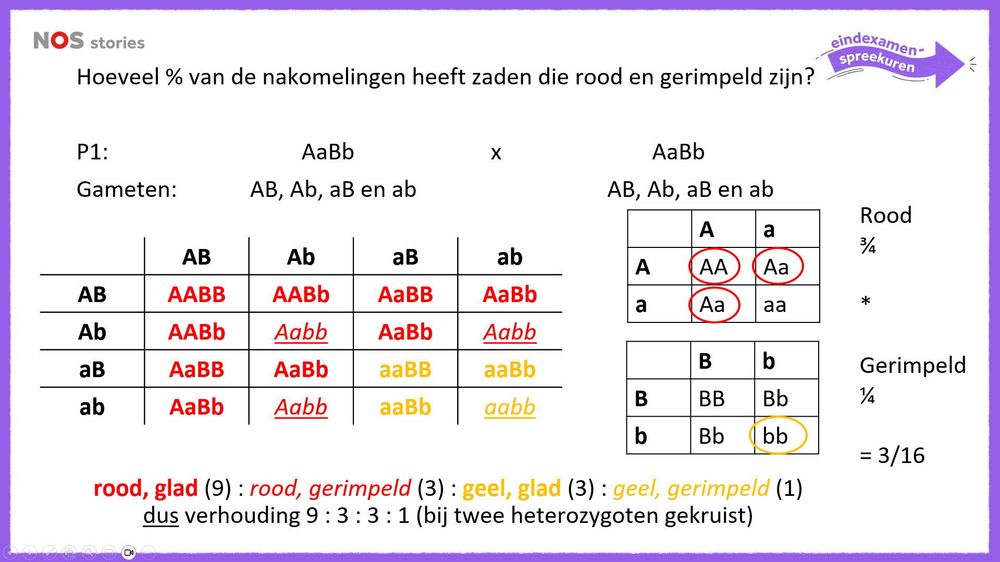 NOS stories
eindexamen-
spreekuren
Hoeveel % van de nakomelingen heeft zaden die rood en gerimpeld zijn?
P1: AaBb x AaBb
Gameten: AB, Ab, aB en ab AB, Ab, aB en ab
AB Ab aB ab
AB AABB AABb AaBB AaBb
Ab AABb Aabb AaBb Aabb
aB AaBB AaBb aaBB aaBb
ab AaBb Aabb aaBb aabb
A a
A AA Aa
a Aa aa
B b
B BB Bb
b Bb bb
Rood
¾
*
Gerimpeld
¼
= 3/16
rood, glad (9) : rood, gerimpeld (3) : geel, glad (3) : geel, gerimpeld (1)
dus verhouding 9 : 3 : 3 : 1 (bij twee heterozygoten gekruist)